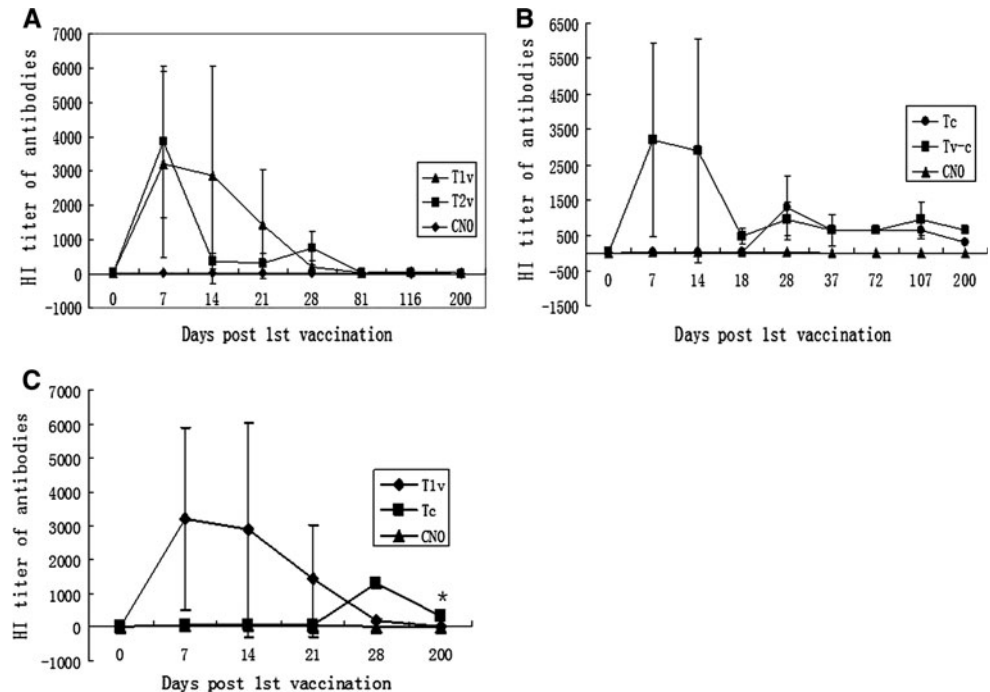 A
HI titer of antibodies
7000
6000
5000
4000
3000
2000
1000
0
-1000
T1v
T2v
CN0
0 7 14 21 28 81 116 200
Days post 1st vaccination
B
HI titer of antibodies
6500
5500
4500
3500
2500
1500
500
-500
-1500
Tc
Tv-c
CN0
0 7 14 18 28 37 72 107 200
Days post 1st vaccination
C
HI titer of antibodies
7000
6000
5000
4000
3000
2000
1000
0
-1000
T1v
Tc
CN0
*
0 7 14 21 28 200
Days post 1st vaccination